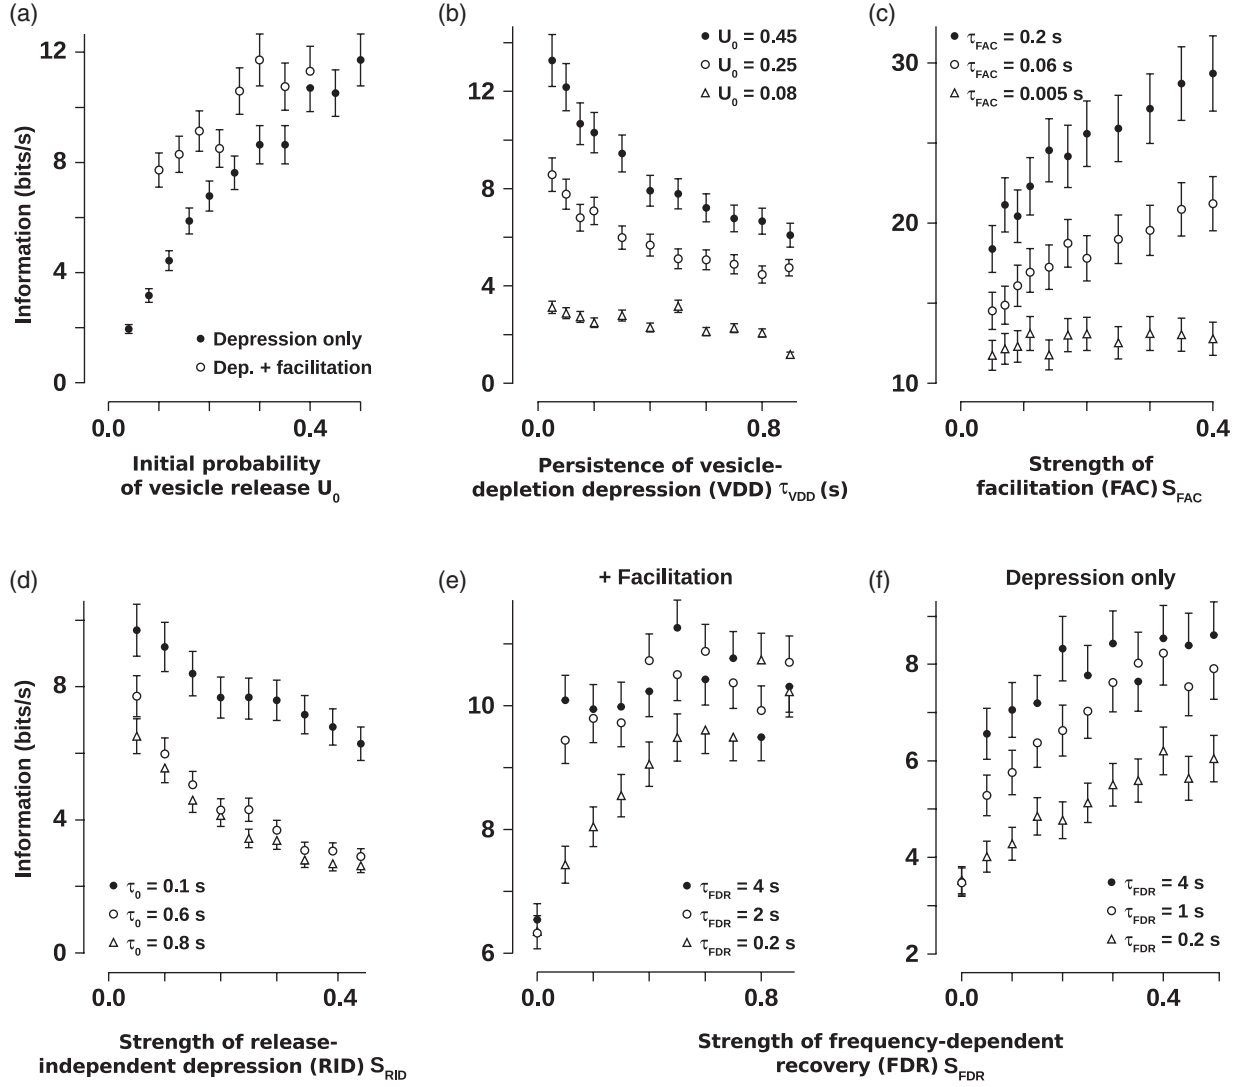 (a)
12
8
4
0
Information (bits/s)
Depression only
Dep. + facilitation
0.0
0.4
Initial probability
of vesicle release U0
(b)
U0 = 0.45
U0 = 0.25
U0 = 0.08
12
8
4
0
0.0
0.8
Persistence of vesicle-
depletion depression (VDD) τVDD (s)
(c)
τFAC = 0.2 s
τFAC = 0.06 s
τFAC = 0.005 s
30
20
10
0.0
0.4
Strength of
facilitation (FAC) SFAC
(d)
8
4
0
Information (bits/s)
τ0 = 0.1 s
τ0 = 0.6 s
τ0 = 0.8 s
0.0
0.4
Strength of release-
independent depression (RID) SRID
(e)
+ Facilitation
10
8
6
τFDR = 4 s
τFDR = 2 s
τFDR = 0.2 s
0.0
0.8
(f)
Depression only
8
6
4
2
τFDR = 4 s
τFDR = 1 s
τFDR = 0.2 s
0.0
0.4
Strength of frequency-dependent
recovery (FDR) SFDR